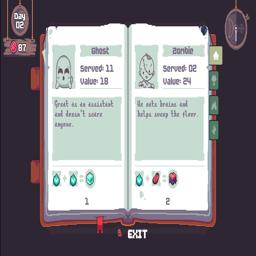 Day
02
87
Ghost
Served: 11
Value: 18
Great as an assistant
and doesn't scare
anyone.
1
Zombie
Served: 02
Value: 24
He eats brains and
helps sweep the floor.
2
EXIT